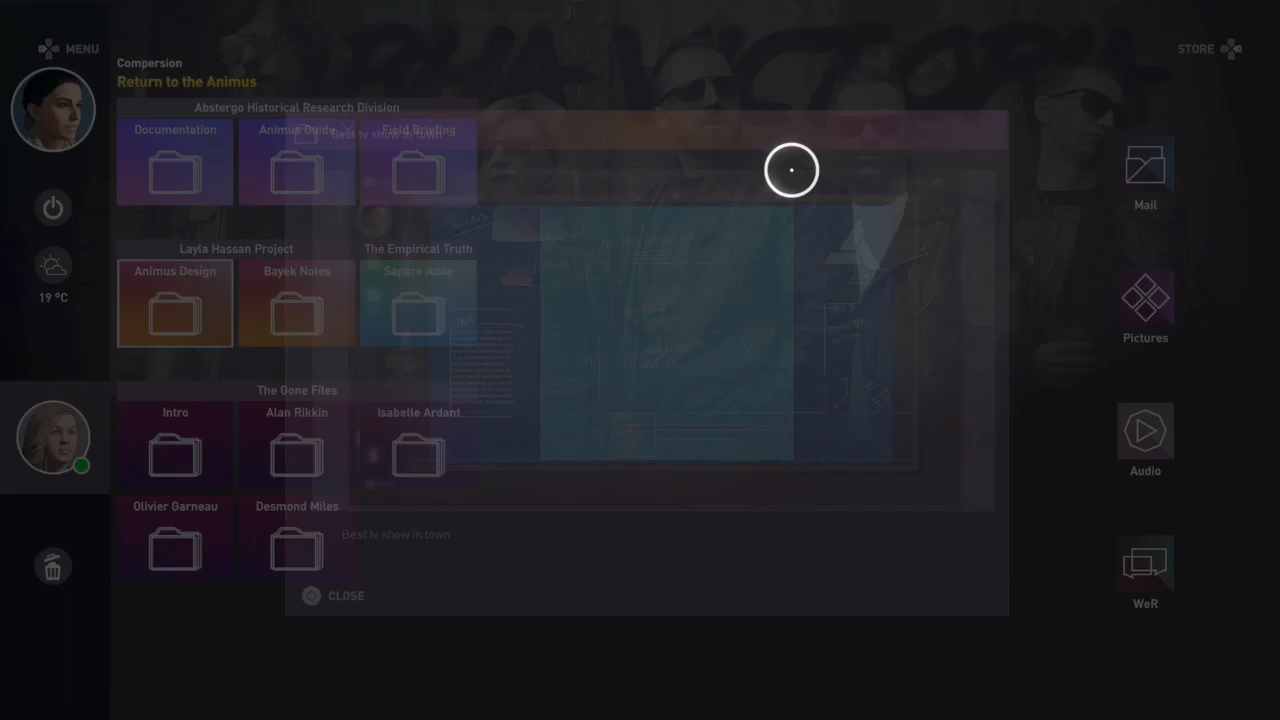 MENU
STORE
Compersion
Return to the Animus
Abstergo Historical Research Division
Documentation
Animus Guide
Field Briefing
Best tv show in town
Layla Hassan Project
The Empirical Truth
Animus Design
Bayek Notes
Sapere Aude
19 °C
The Gone Files
Intro
Alan Rikkin
Isabelle Ardant
Olivier Garneau
Desmond Miles
Best tv show in town
CLOSE
Mail
Pictures
Audio
WeR